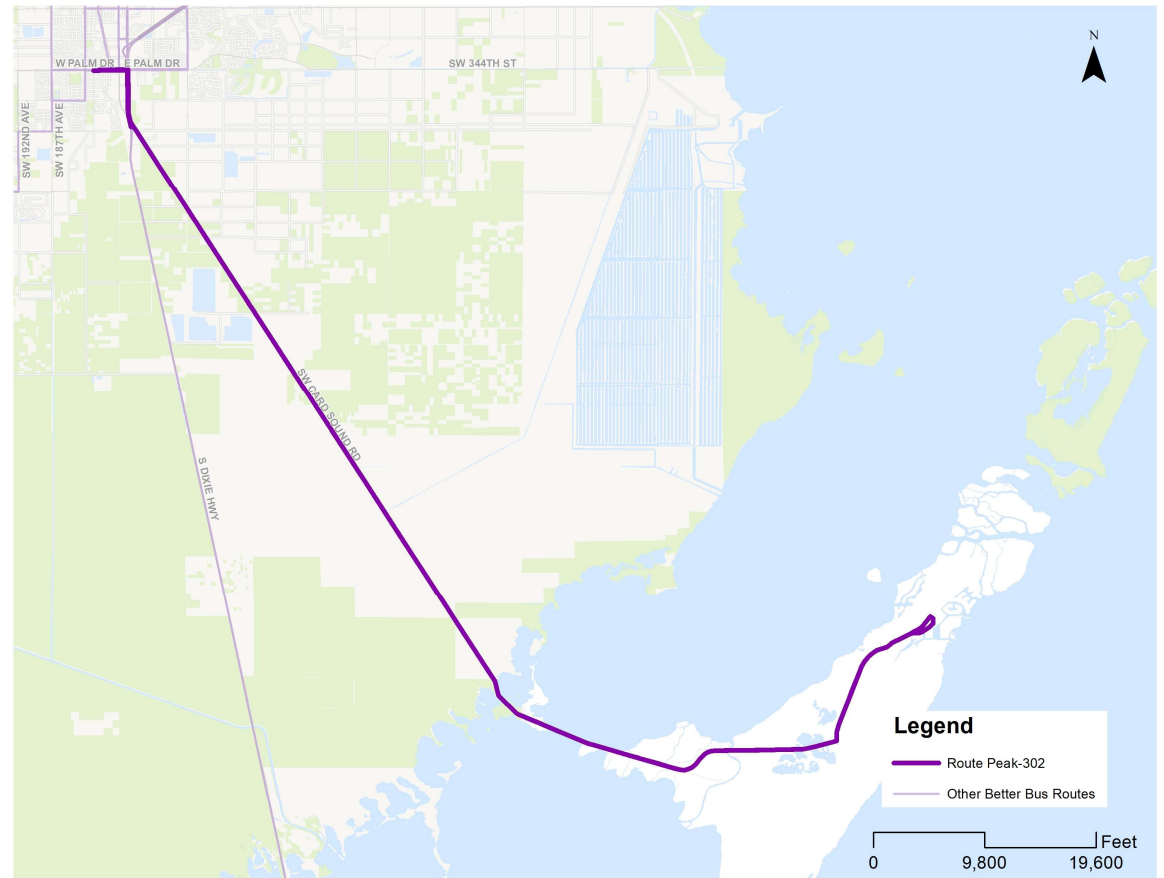 N
W PALM DR
E PALM DR
SW 344TH ST
SW 192ND AVE
SW 187TH AVE
SW CARD SOUND RD
S DIXIE HWY
Legend
Route Peak-302
Other Better Bus Routes
Feet
0 9,800 19,600